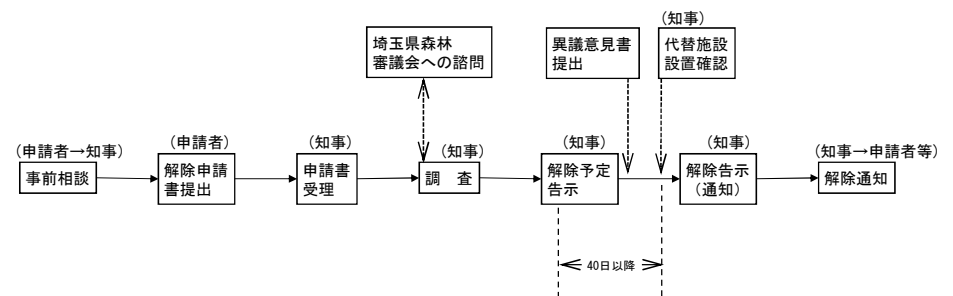 埼玉県森林
審議会への諮問
異議意見書
提出
(知事)
代替施設
設置確認
(申請者→知事)
事前相談
(申請者)
解除申請
書提出
(知事)
申請書
受理
(知事)
調　査
(知事)
解除予定
告示
(知事)
解除告示
(通知)
(知事→申請者等)
解除通知
40日以降